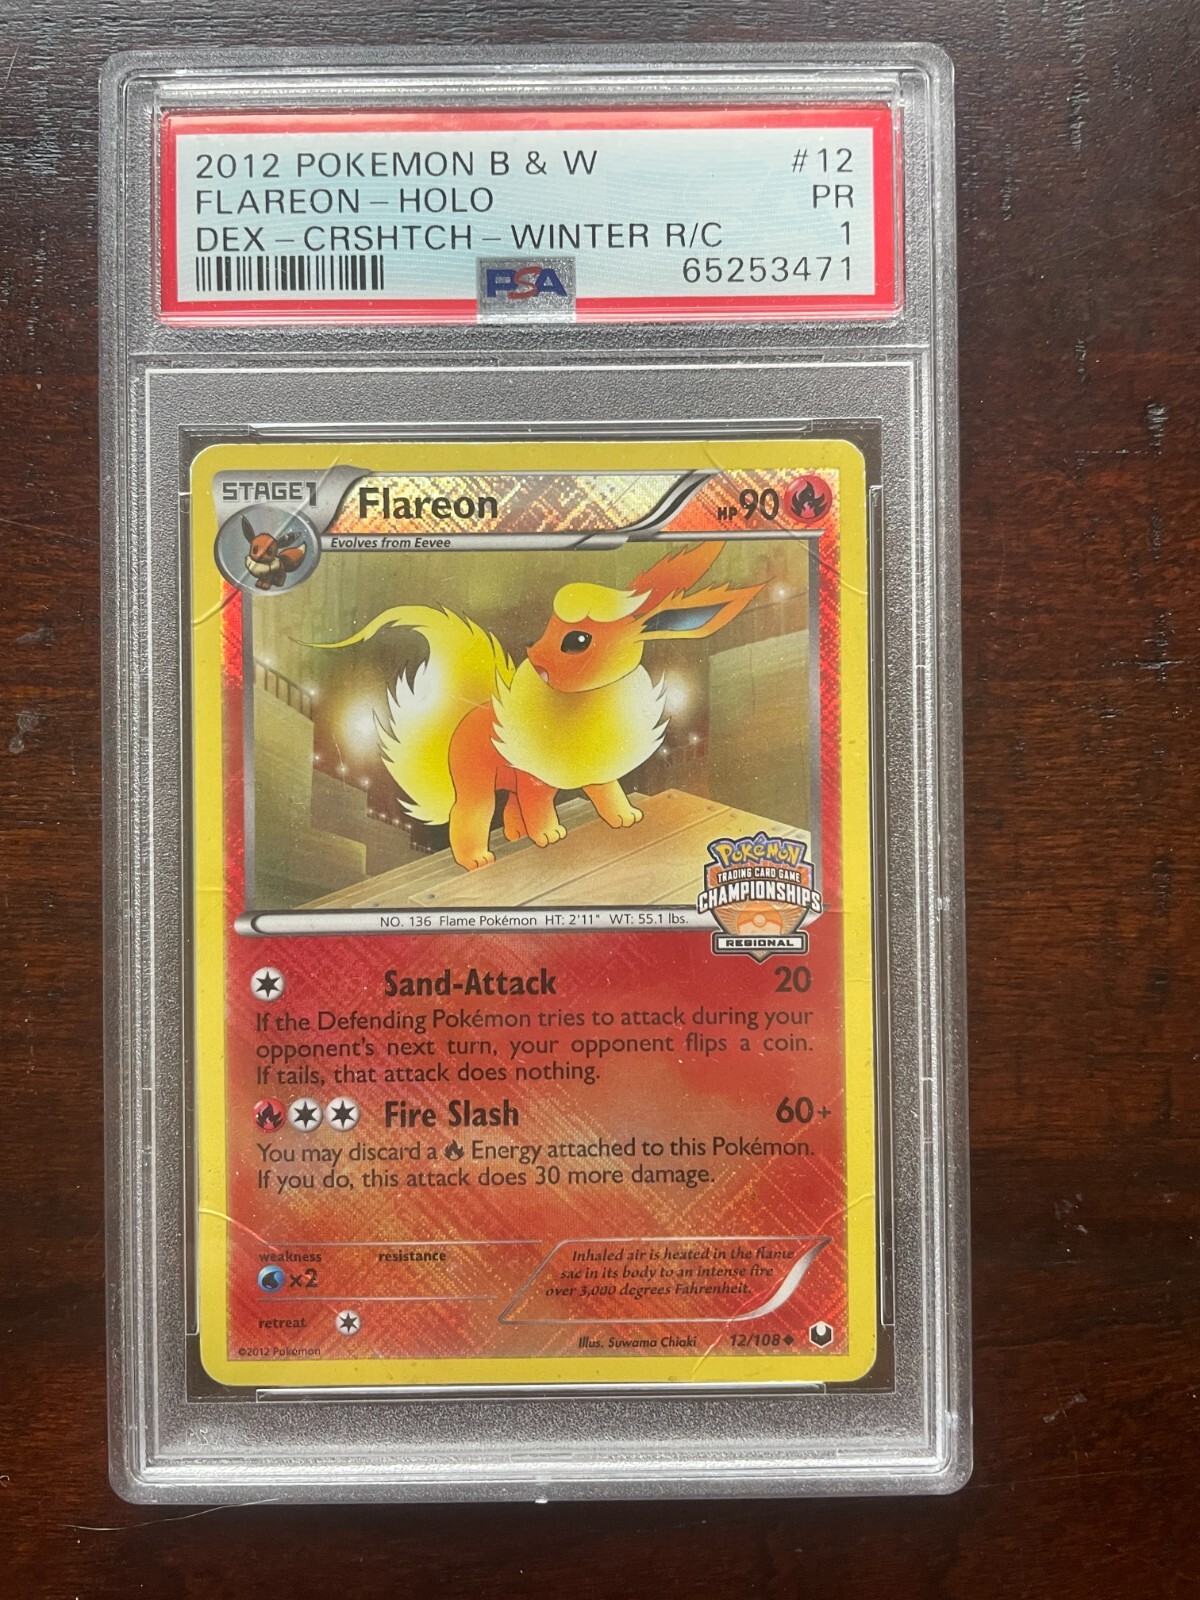 2012 POKEMON B & W #12
FLAREON - HOLO PR
DEX - CRSHTCH - WINTER R/C 1
65253471
PSA
STAGE1 Flareon HP90
Evolves from Eevee
Pokémon
TRADING CARD GAME
CHAMPIONSHIPS
REGIONAL
NO. 136 Flame Pokémon HT: 2'11" WT: 55.1 lbs.
Sand-Attack 20
If the Defending Pokémon tries to attack during your
opponent's next turn, your opponent flips a coin.
If tails, that attack does nothing.
Fire Slash 60+
You may discard a Energy attached to this Pokémon.
If you do, this attack does 30 more damage.
weakness resistance
×2
Inhaled air is heated in the flame
sac in its body to an intense fire
over 3,000 degrees Fahrenheit.
retreat
©2012 Pokémon Illus. Suwama Chiaki 12/108